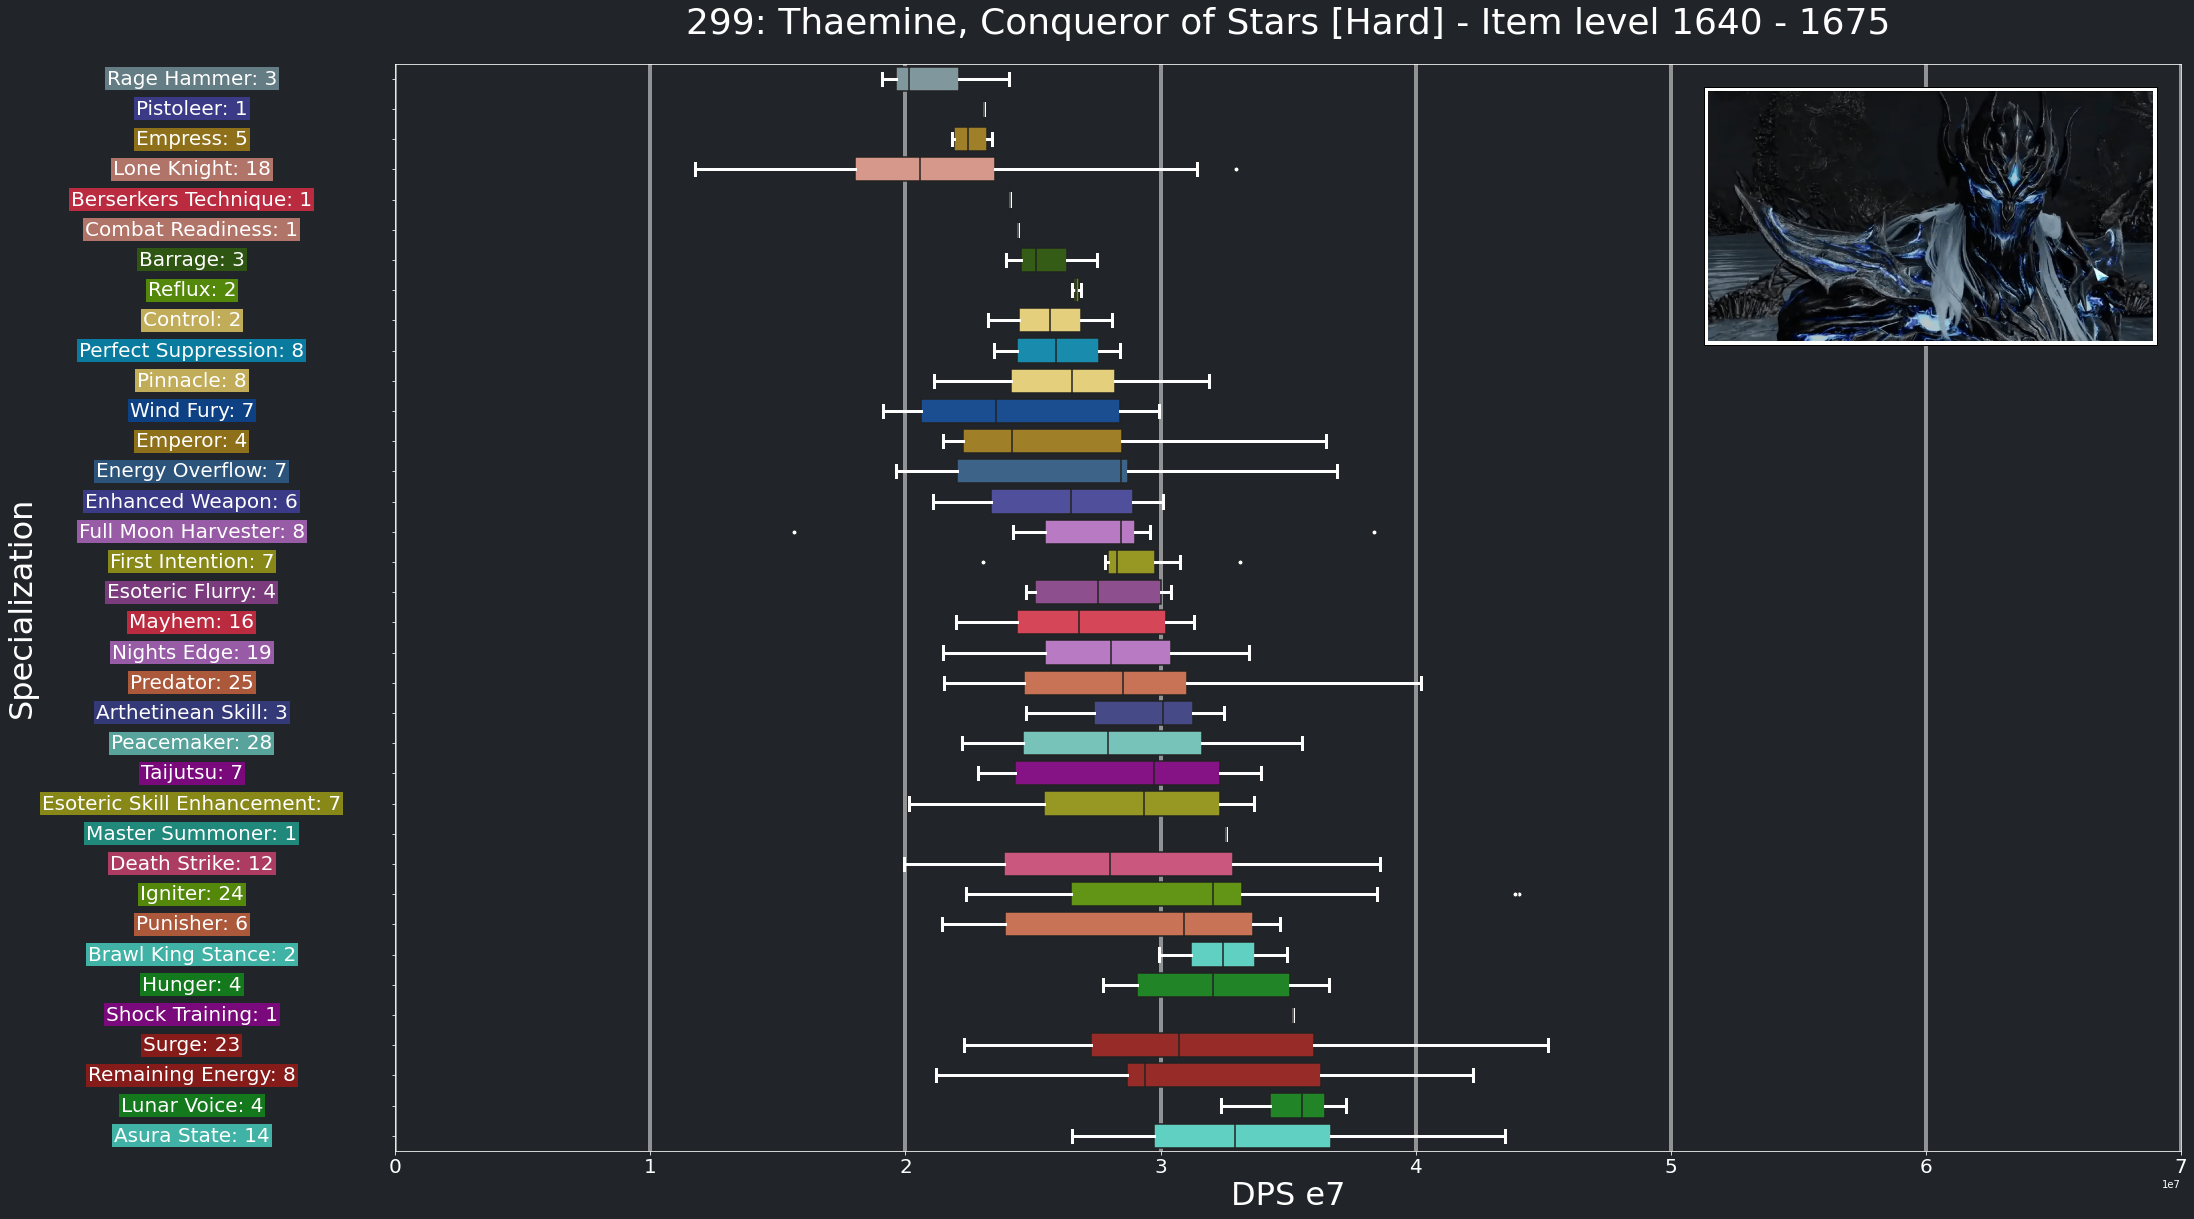 299: Thaemine, Conqueror of Stars [Hard] - Item level 1640 - 1675
Specialization
Rage Hammer: 3
Pistoleer: 1
Empress: 5
Lone Knight: 18
Berserkers Technique: 1
Combat Readiness: 1
Barrage: 3
Reflux: 2
Control: 2
Perfect Suppression: 8
Pinnacle: 8
Wind Fury: 7
Emperor: 4
Energy Overflow: 7
Enhanced Weapon: 6
Full Moon Harvester: 8
First Intention: 7
Esoteric Flurry: 4
Mayhem: 16
Nights Edge: 19
Predator: 25
Arthetinean Skill: 3
Peacemaker: 28
Taijutsu: 7
Esoteric Skill Enhancement: 7
Master Summoner: 1
Death Strike: 12
Igniter: 24
Punisher: 6
Brawl King Stance: 2
Hunger: 4
Shock Training: 1
Surge: 23
Remaining Energy: 8
Lunar Voice: 4
Asura State: 14
0 1 2 3 4 5 6 7
1e7
DPS e7